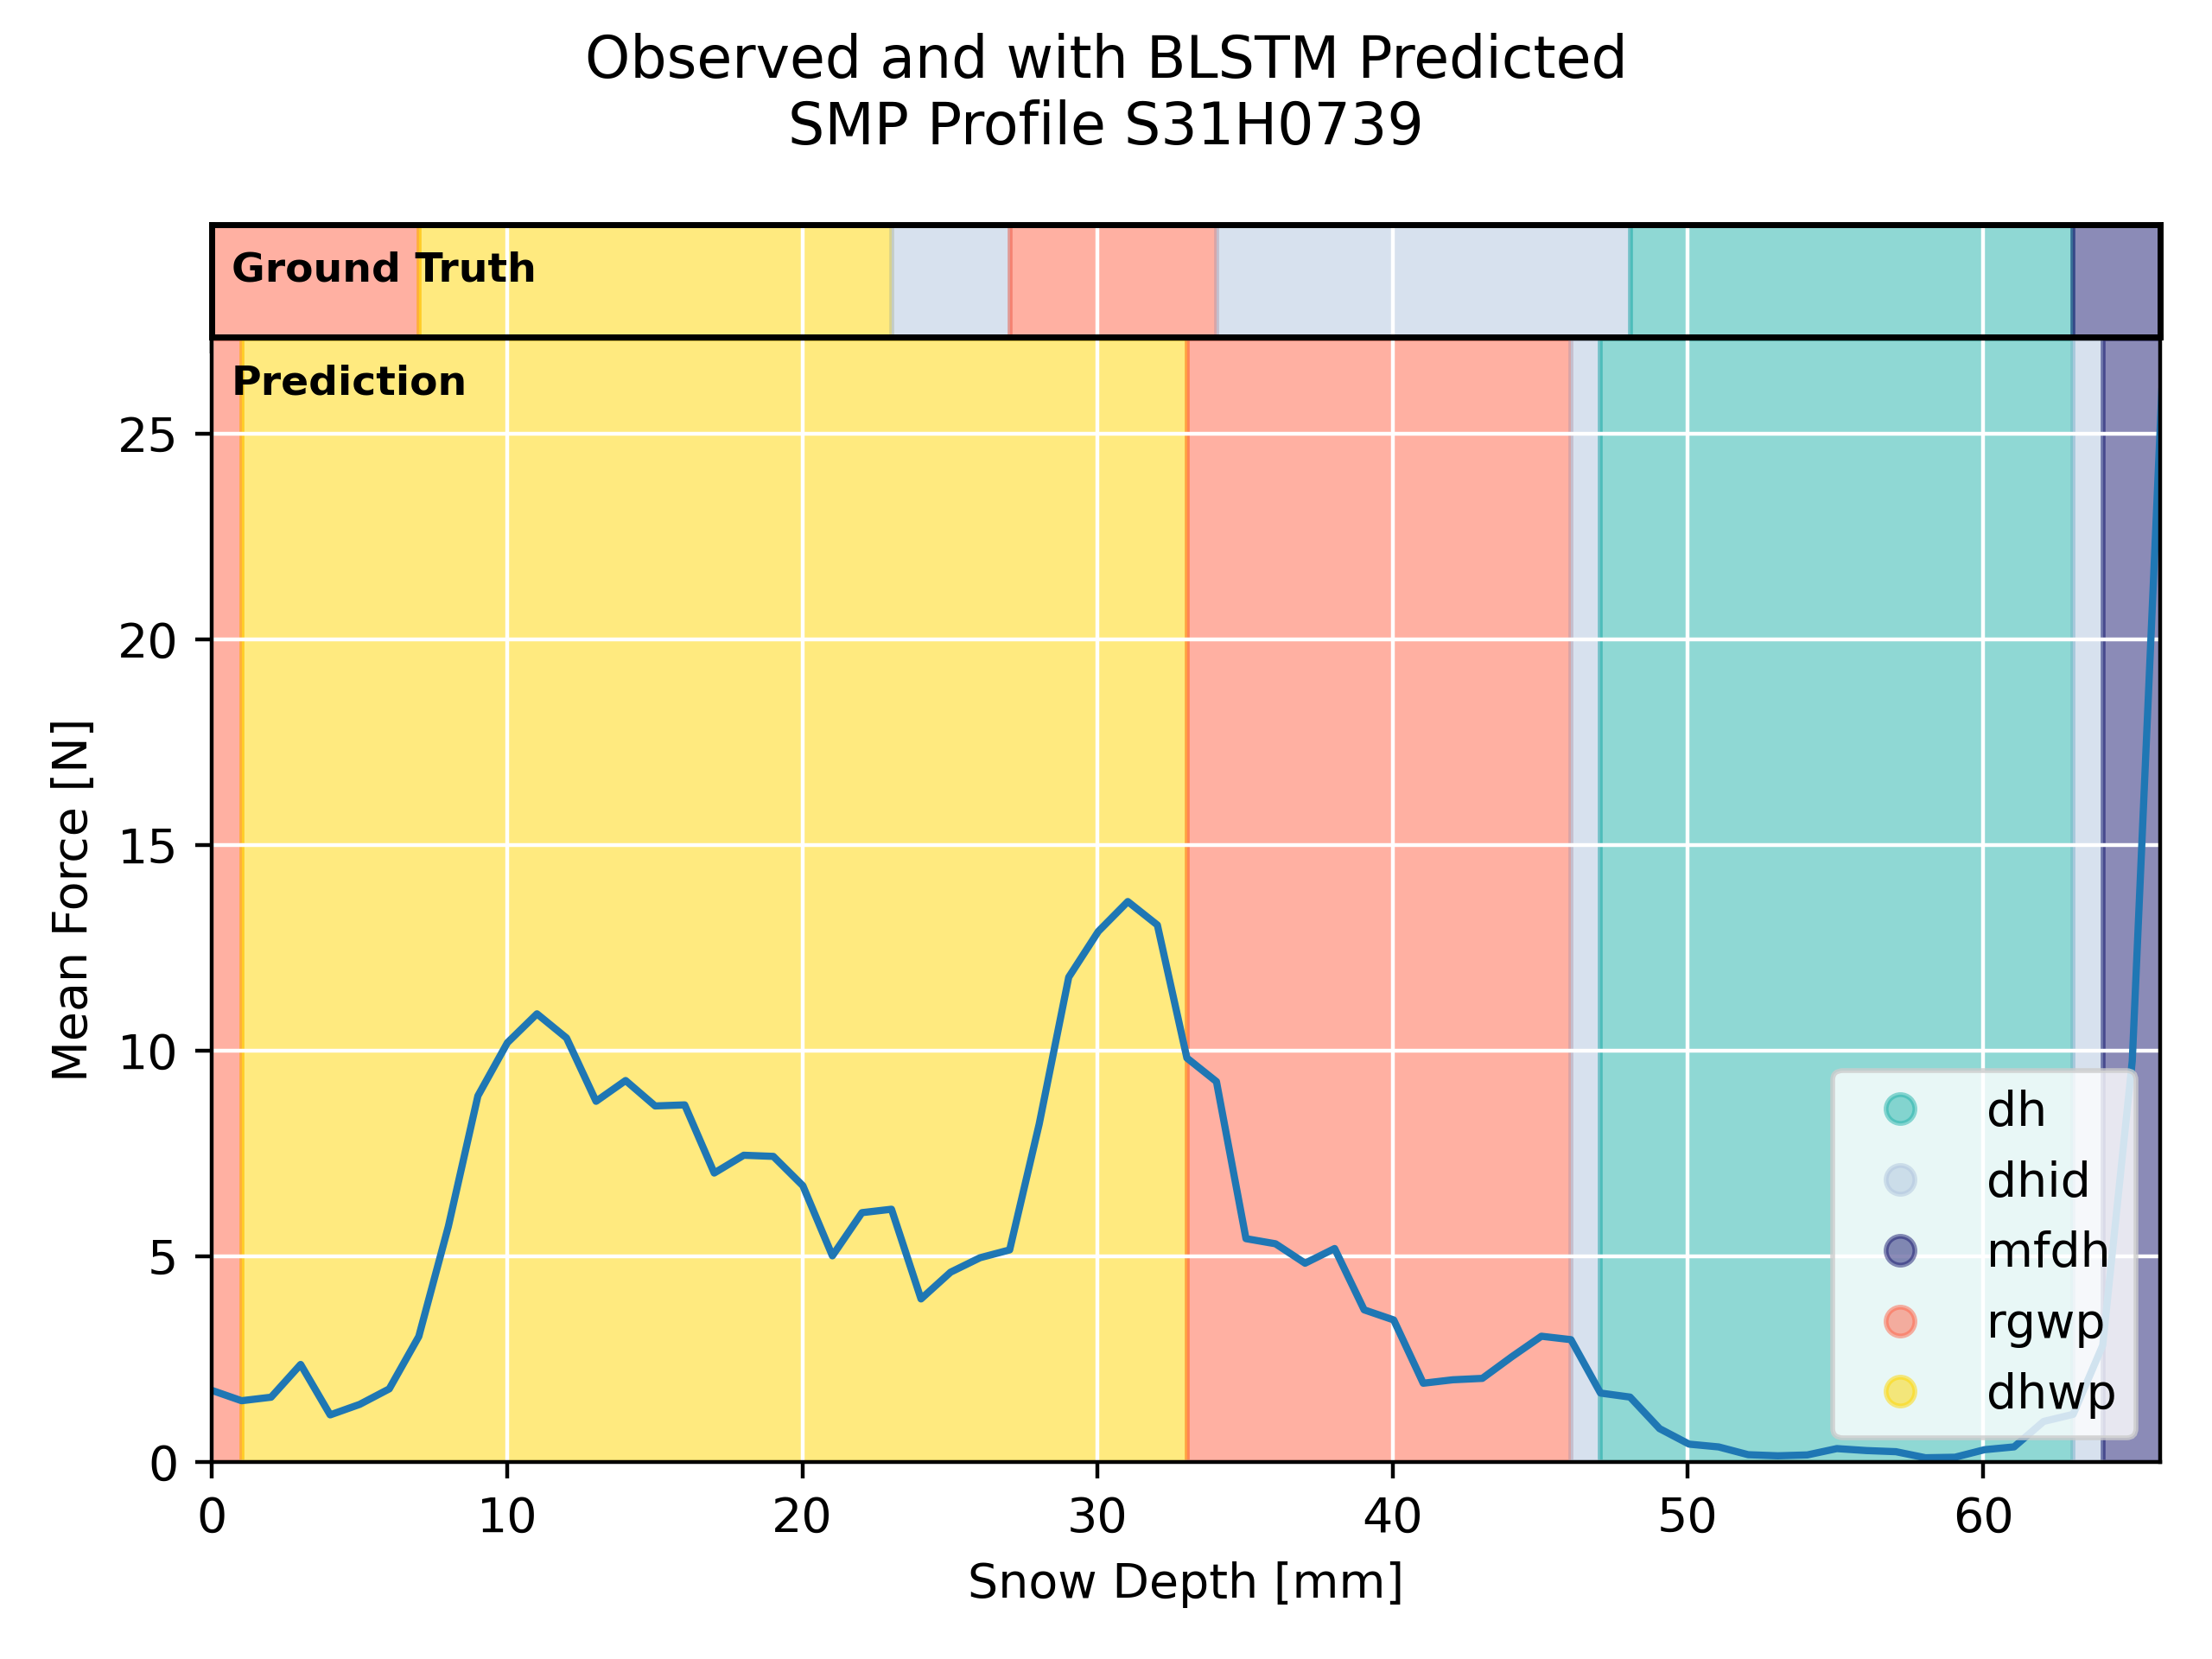 Observed and with BLSTM Predicted
SMP Profile S31H0739
Ground Truth
Prediction
25
20
15
10
5
0
Mean Force [N]
dh
dhid
mfdh
rgwp
dhwp
0 10 20 30 40 50 60
Snow Depth [mm]